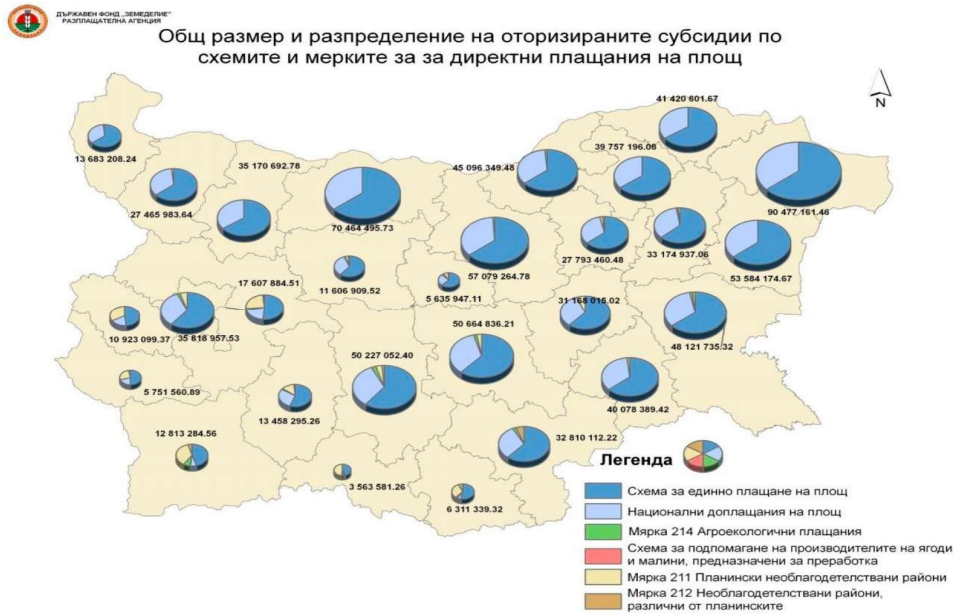 ДЪРЖАВЕН ФОНД „ЗЕМЕДЕЛИЕ"
РАЗПЛАЩАТЕЛНА АГЕНЦИЯ
Общ размер и разпределение на оторизираните субсидии по
схемите и мерките за за директни плащания на площ
N
41 420 601.67
13 683 208.24
39 757 196.08
35 170 692.78
45 096 349.48
27 465 983.64
90 477 161.46
70 464 495.73
57 079 264.78
27 793 460.48
33 174 937.06
53 584 174.67
17 607 884.51
11 606 909.52
5 635 947.11
31 168 015.02
10 923 099.37
35 818 957.53
50 664 836.21
48 121 735.32
50 227 052.40
5 751 560.89
13 458 295.26
40 078 389.42
12 813 284.56
32 810 112.22
3 563 581.26
6 311 339.32
Легенда
Схема за единно плащане на площ
Национални доплащания на площ
Мярка 214 Агроекологични плащания
Схема за подпомагане на производителите на ягоди
и малини, предназначени за преработка
Мярка 211 Планински необлагодетелствани райони
Мярка 212 Необлагодетелствани райони,
различни от планинските